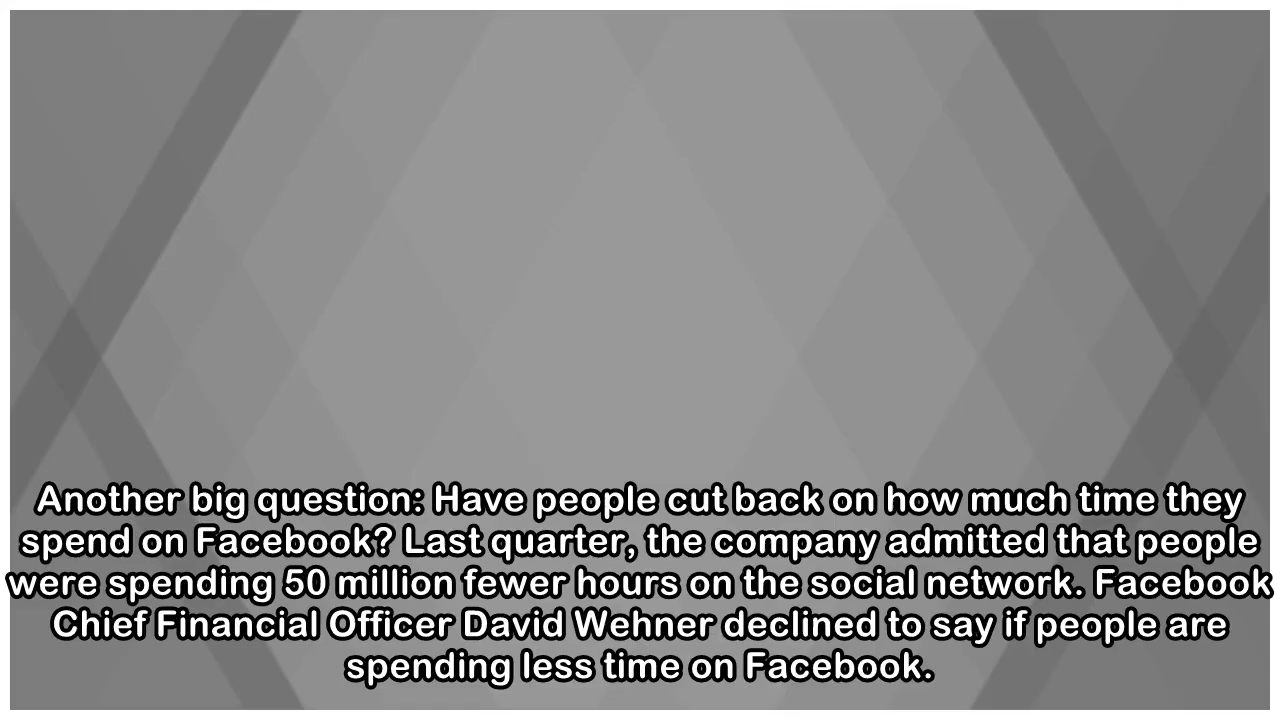 Another big question: Have people cut back on how much time they
spend on Facebook? Last quarter, the company admitted that people
were spending 50 million fewer hours on the social network. Facebook
Chief Financial Officer David Wehner declined to say if people are
spending less time on Facebook.